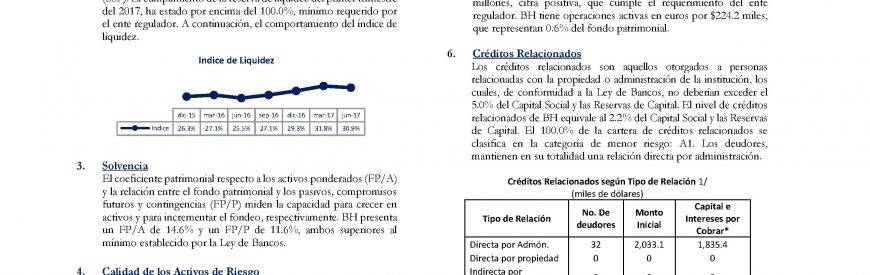 del 2017, ha estado por encima del 100.0%, mínimo requerido por
el ente regulador. A continuación, el comportamiento del índice de
liquidez.
Indice de Liquidez
dic-15 mar-16 jun-16 sep-16 dic-16 mar-17 jun-17
Indice 26.3% 27.1% 25.5% 27.1% 29.3% 31.8% 30.9%
3. Solvencia
El coeficiente patrimonial respecto a los activos ponderados (FP/A)
y la relación entre el fondo patrimonial y los pasivos, compromisos
futuros y contingencias (FP/P) miden la capacidad para crecer en
activos y para incrementar el fondeo, respectivamente. BH presenta
un FP/A de 14.6% y un FP/P de 11.6%, ambos superiores al
mínimo establecido por la Ley de Bancos.
4. Calidad de los Activos de Riesgo
millones, cifra positiva, que cumple el requerimiento del ente
regulador. BH tiene operaciones activas en euros por $224.2 miles,
que representan 0.6% del fondo patrimonial.
6. Créditos Relacionados
Los créditos relacionados son aquellos otorgados a personas
relacionadas con la propiedad o administración de la institución, los
cuales, de conformidad a la Ley de Bancos, no deberían exceder el
5.0% del Capital Social y las Reservas de Capital. El nivel de créditos
relacionados de BH equivale al 2.2% del Capital Social y las Reservas
de Capital. El 100.0% de la cartera de créditos relacionados se
clasifica en la categoría de menor riesgo: A1. Los deudores,
mantienen en su totalidad una relación directa por administración.
Créditos Relacionados según Tipo de Relación 1/
(miles de dólares)
Tipo de Relación No. De deudores Monto Inicial Capital e Intereses por Cobrar*
Directa por Admón. 32 2,033.1 1,835.4
Directa por propiedad 0 0 0
Indirecta por